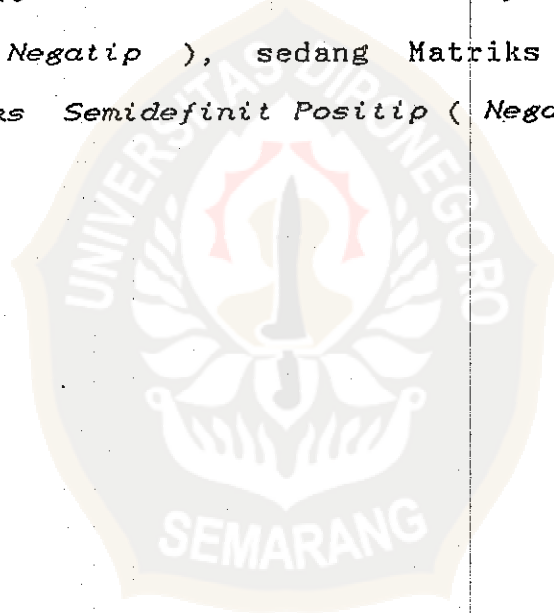 Negatip ), sedang Matriks
Semidefinit Positip ( Nega
UNIVERSITAS DIPONEGORO
SEMARANG